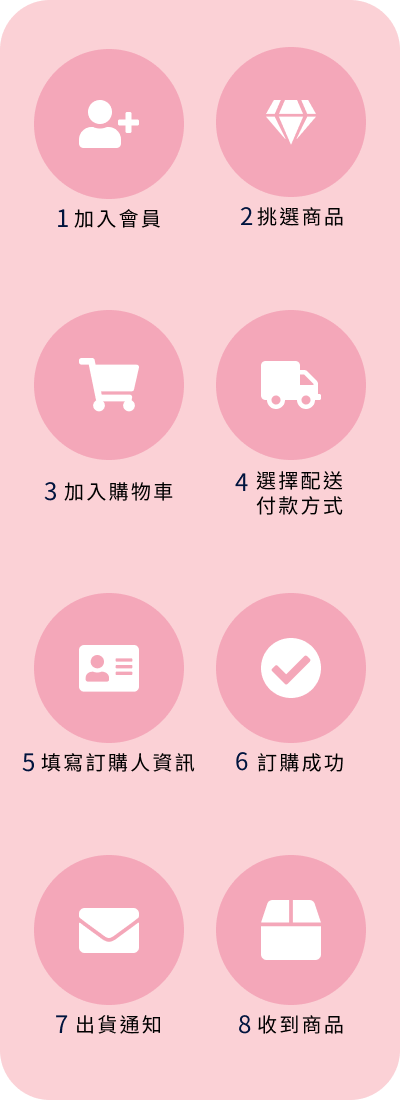 1 加入會員
2 挑選商品
3 加入購物車
4 選擇配送
付款方式
5 填寫訂購人資訊
6 訂購成功
7 出貨通知
8 收到商品